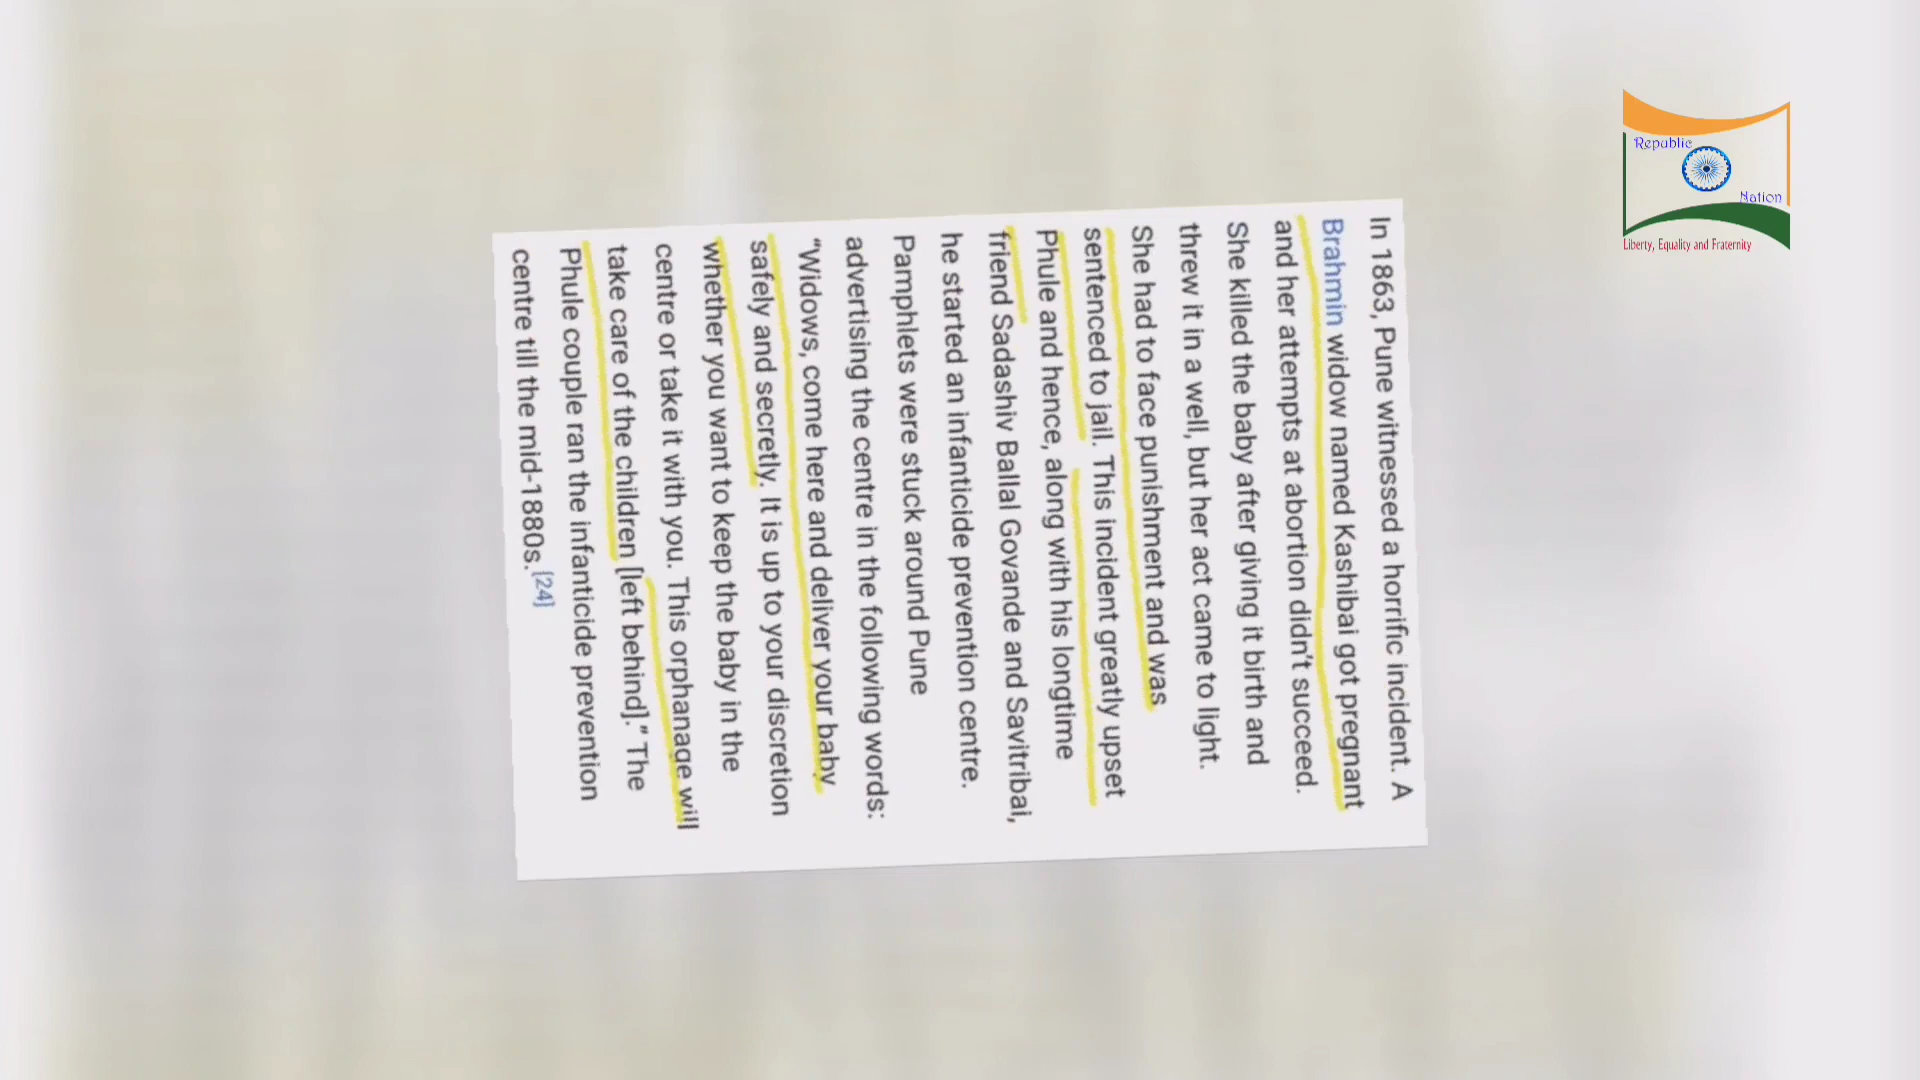 In 1863, Pune witnessed a horrific incident. A
Brahmin widow named Kashibai got pregnant
and her attempts at abortion didn't succeed.
She killed the baby after giving it birth and
threw it in a well, but her act came to light.
She had to face punishment and was
sentenced to jail. This incident greatly upset
Phule and hence, along with his longtime
friend Sadashiv Ballal Govande and Savitribai,
he started an infanticide prevention centre.
Pamphlets were stuck around Pune
advertising the centre in the following words:
"Widows, come here and deliver your baby
safely and secretly. It is up to your discretion
whether you want to keep the baby in the
centre or take it with you. This orphanage will
take care of the children [left behind]." The
Phule couple ran the infanticide prevention
centre till the mid-1880s.[24]
Republic
Nation
Liberty, Equality and Fraternity